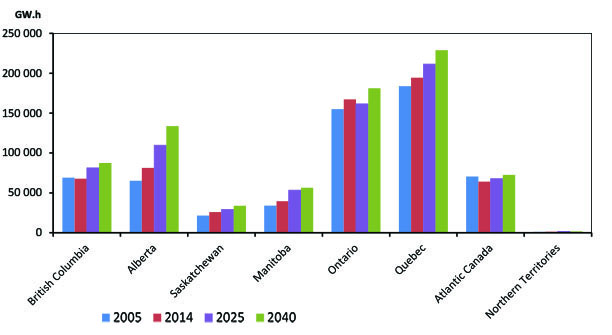 GW.h
250 000
200 000
150 000
100 000
50 000
0
British Columbia
Alberta
Saskatchewan
Manitoba
Ontario
Quebec
Atlantic Canada
Northern Territories
2005 2014 2025 2040